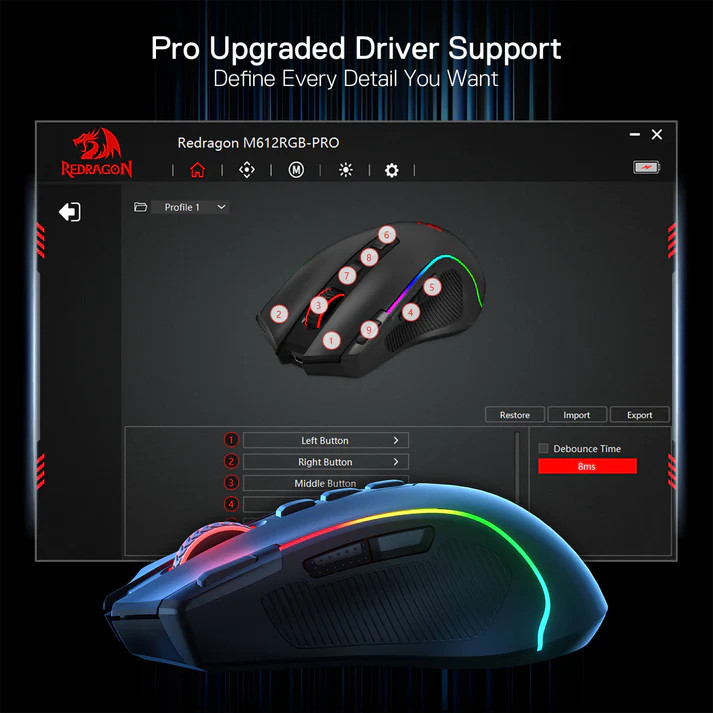 Pro Upgraded Driver Support
Define Every Detail You Want
REDRAGON
Redragon M612RGB-PRO
M
Profile 1
6
8
7
5
3
2
4
9
1
Restore
Import
Export
1 Left Button
2 Right Button
3 Middle Button
4
Debounce Time
8ms